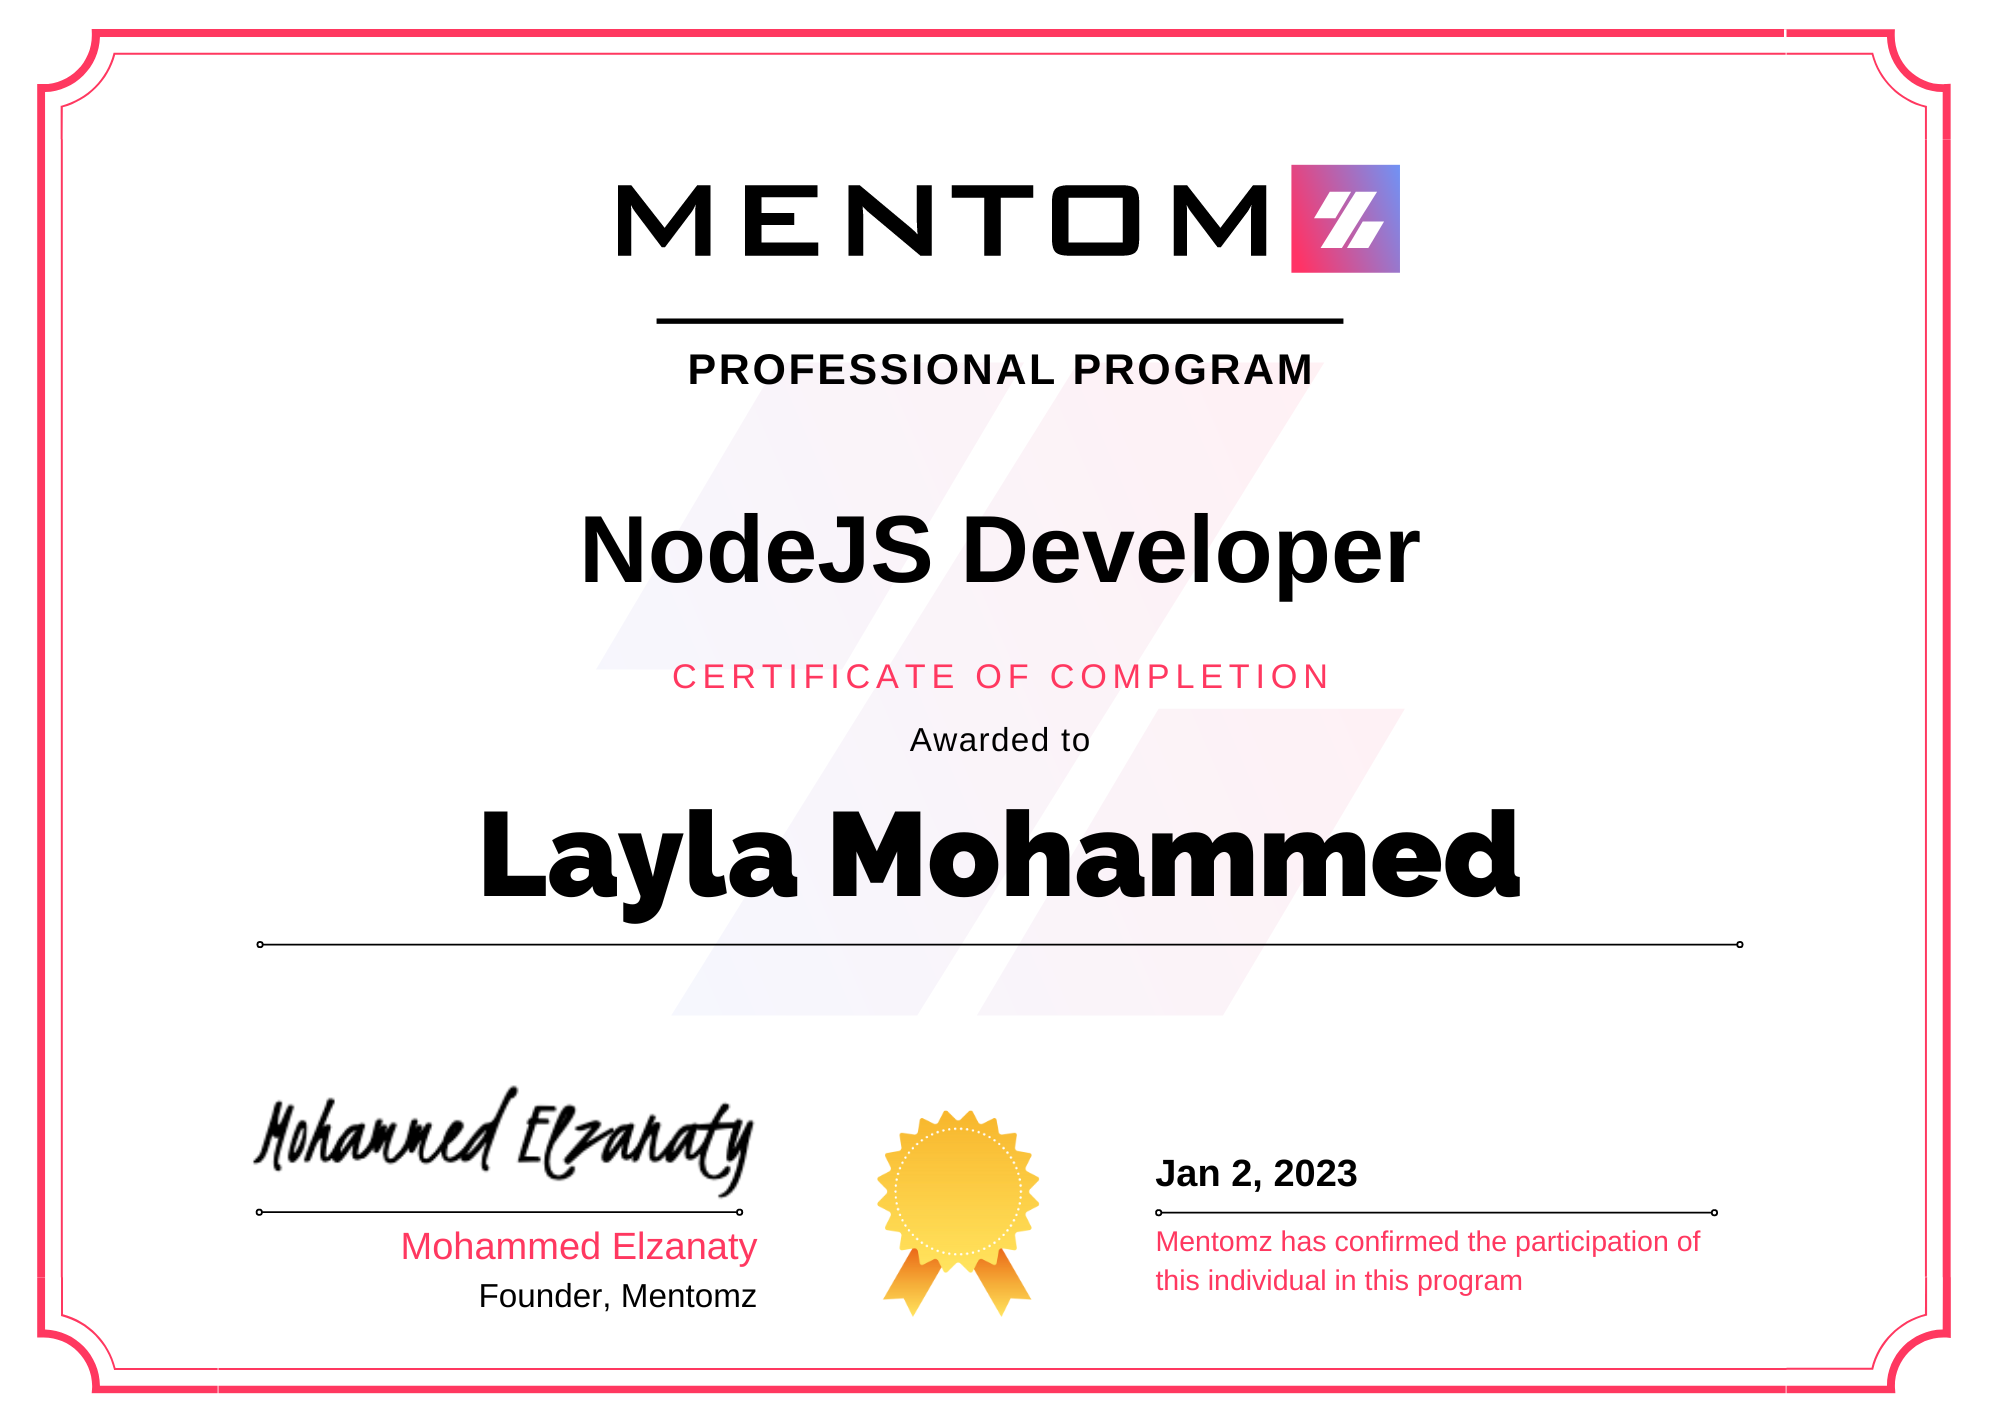 MENTOMZ
PROFESSIONAL PROGRAM
NodeJS Developer
CERTIFICATE OF COMPLETION
Awarded to
Layla Mohammed
Mohammed Elzanaty
Mohammed Elzanaty
Founder, Mentomz
Jan 2, 2023
Mentomz has confirmed the participation of
this individual in this program